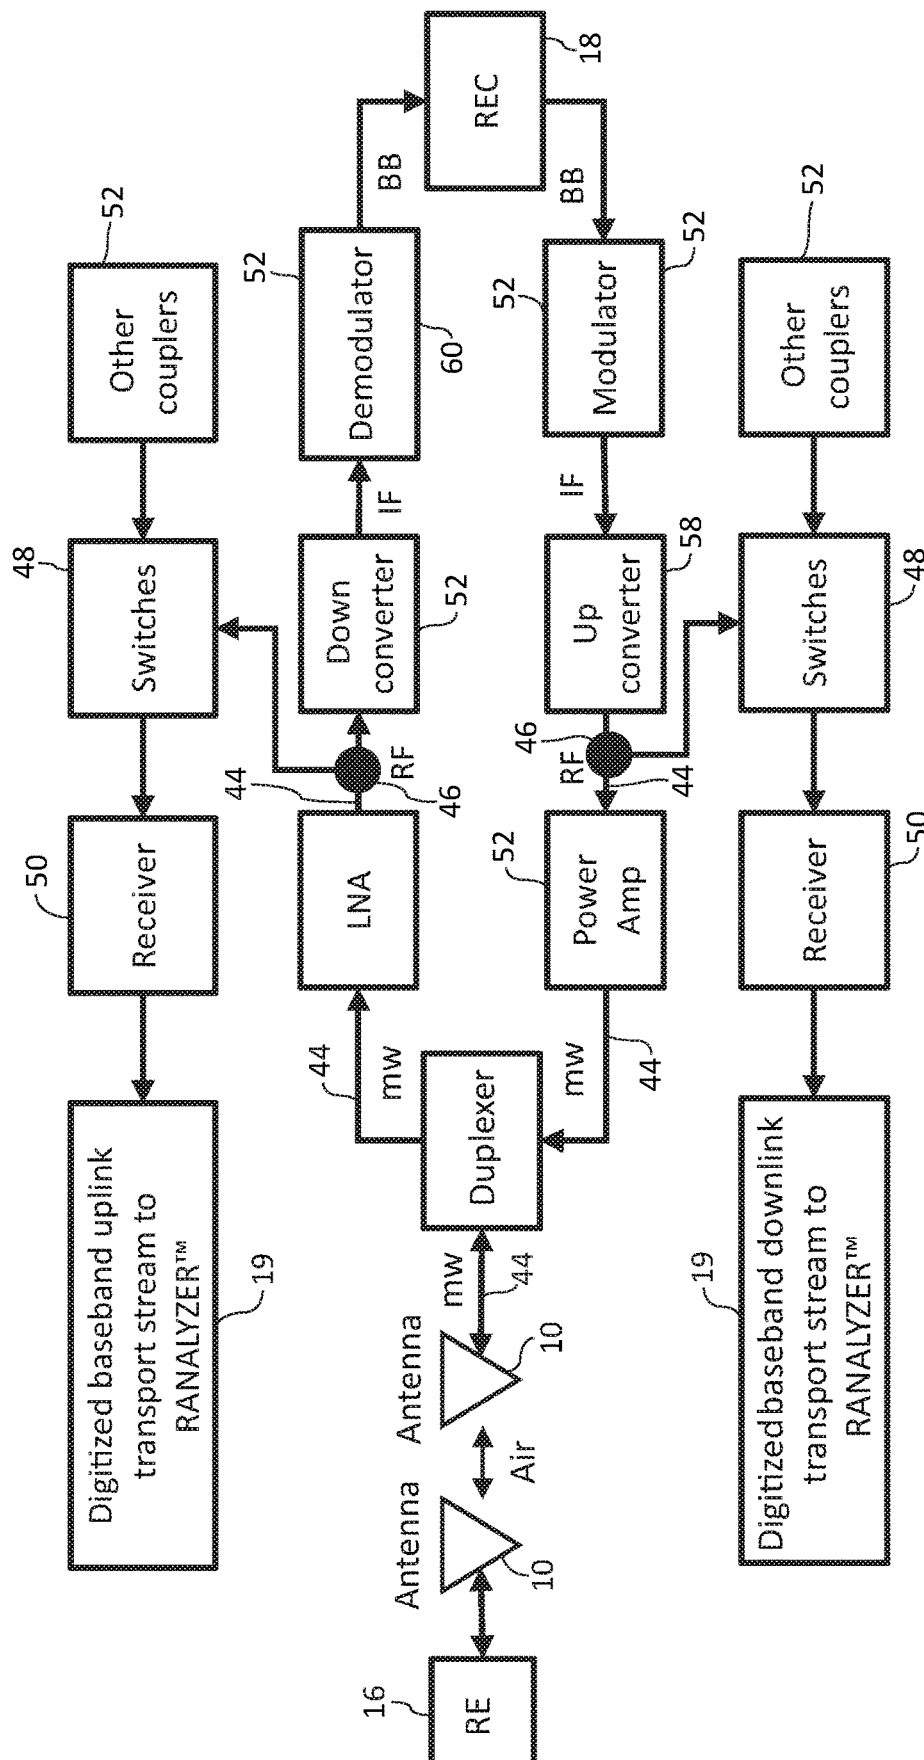 Digitized baseband uplink
transport stream to
RANALYZER™
19
Receiver
50
Switches
48
Other
couplers
52
LNA
44
44
mw
RF
46
Down
converter
52
IF
Demodulator
52
60
BB
RE
16
Antenna
10
Air
Antenna
10
mw
44
Duplexer
REC
18
mw
44
Power
Amp
52
RF
46
44
Up
converter
58
IF
Modulator
52
52
BB
Digitized baseband downlink
transport stream to
RANALYZER™
19
Receiver
50
Switches
48
Other
couplers
52